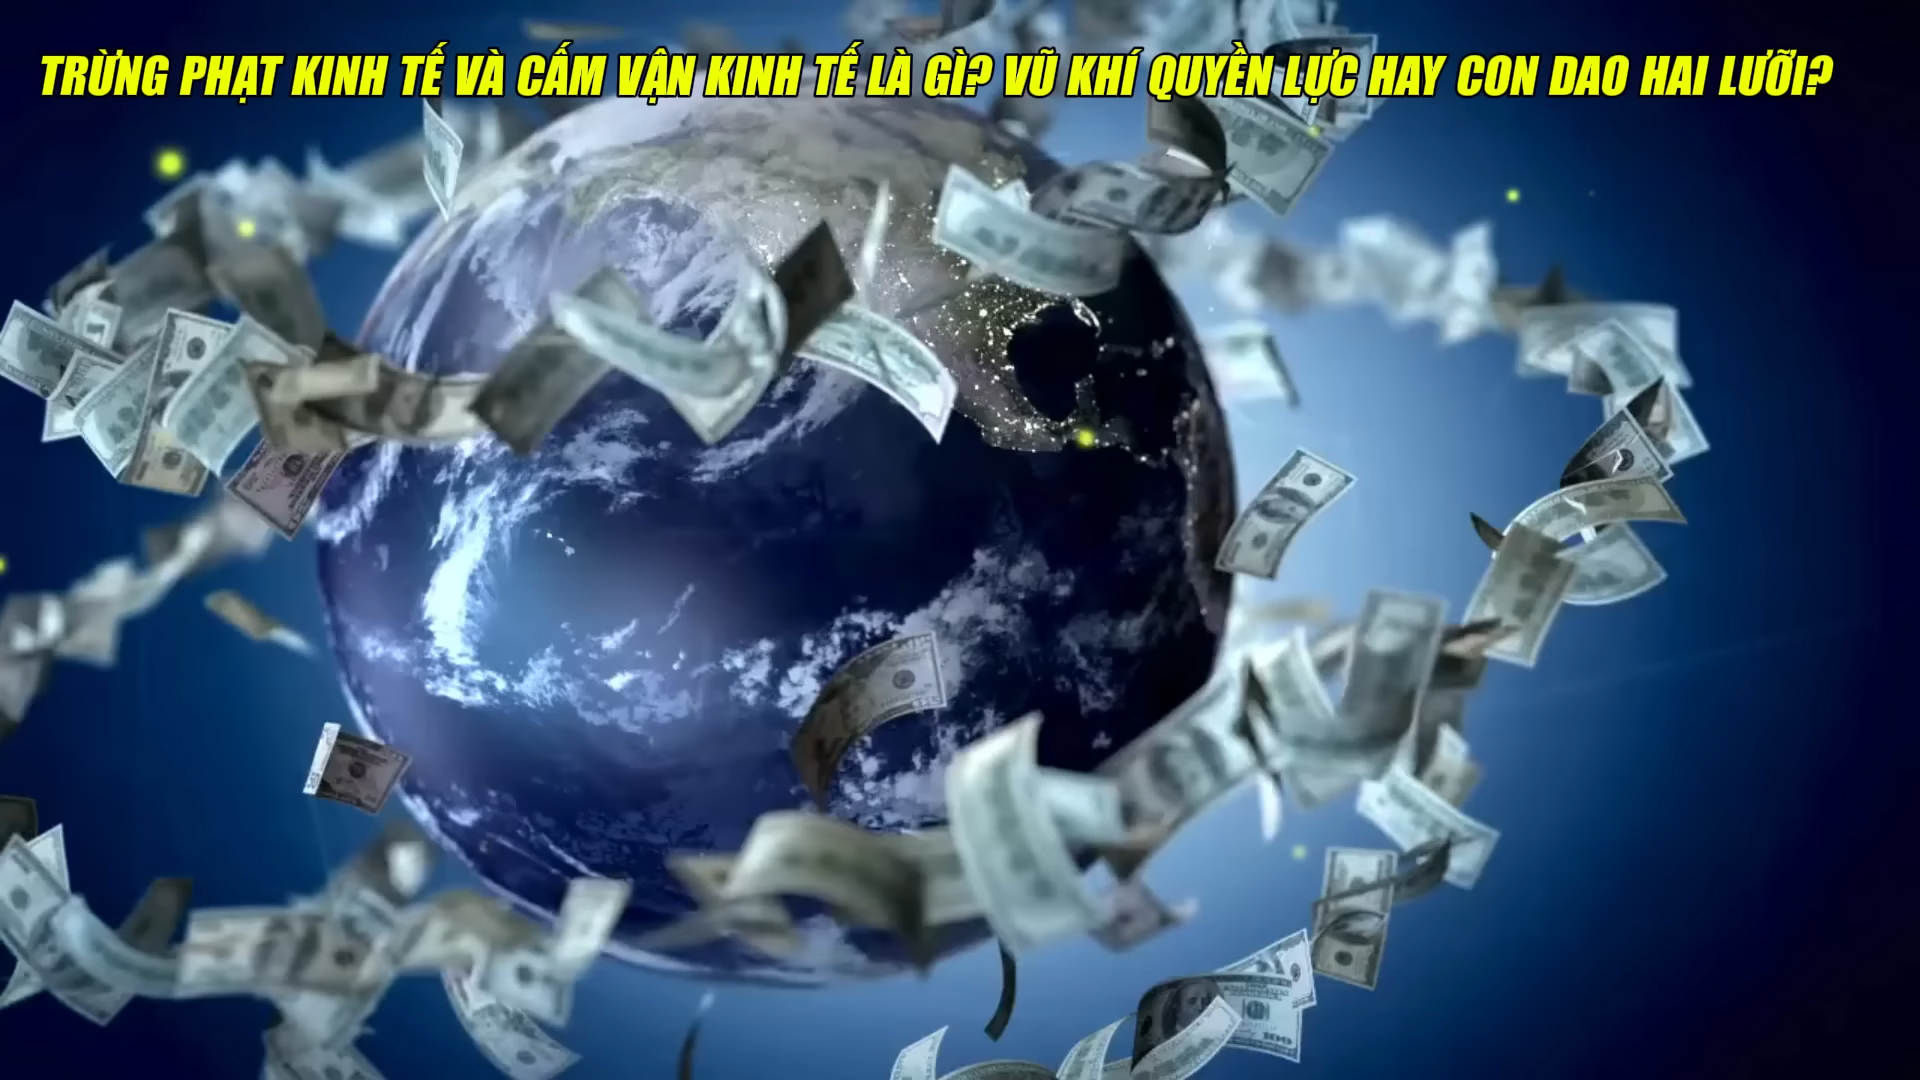 TRỪNG PHẠT KINH TẾ VÀ CẤM VẬN KINH TẾ LÀ GÌ? VŨ KHÍ QUYỀN LỰC HAY CON DAO HAI LƯỠI?